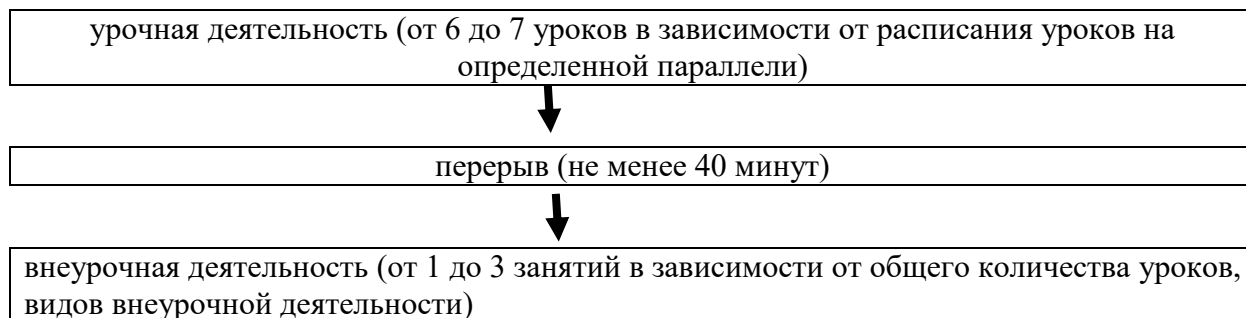 урочная деятельность (от 6 до 7 уроков в зависимости от расписания уроков на
определенной параллели)
перерыв (не менее 40 минут)
внеурочная деятельность (от 1 до 3 занятий в зависимости от общего количества уроков,
видов внеурочной деятельности)